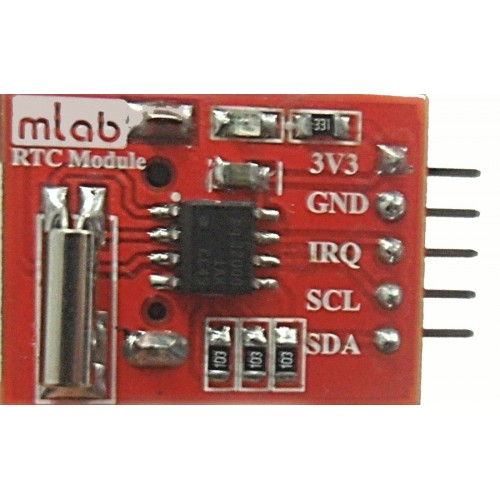 mlab
RTC Module
331
3V3
GND
IRQ
SCL
SDA
103
103
103